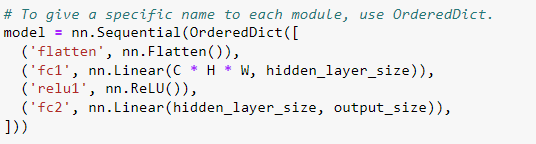 # To give a specific name to each module, use OrderedDict.
model = nn.Sequential(OrderedDict([
  ('flatten', nn.Flatten()),
  ('fc1', nn.Linear(C * H * W, hidden_layer_size)),
  ('relu1', nn.ReLU()),
  ('fc2', nn.Linear(hidden_layer_size, output_size)),
]))